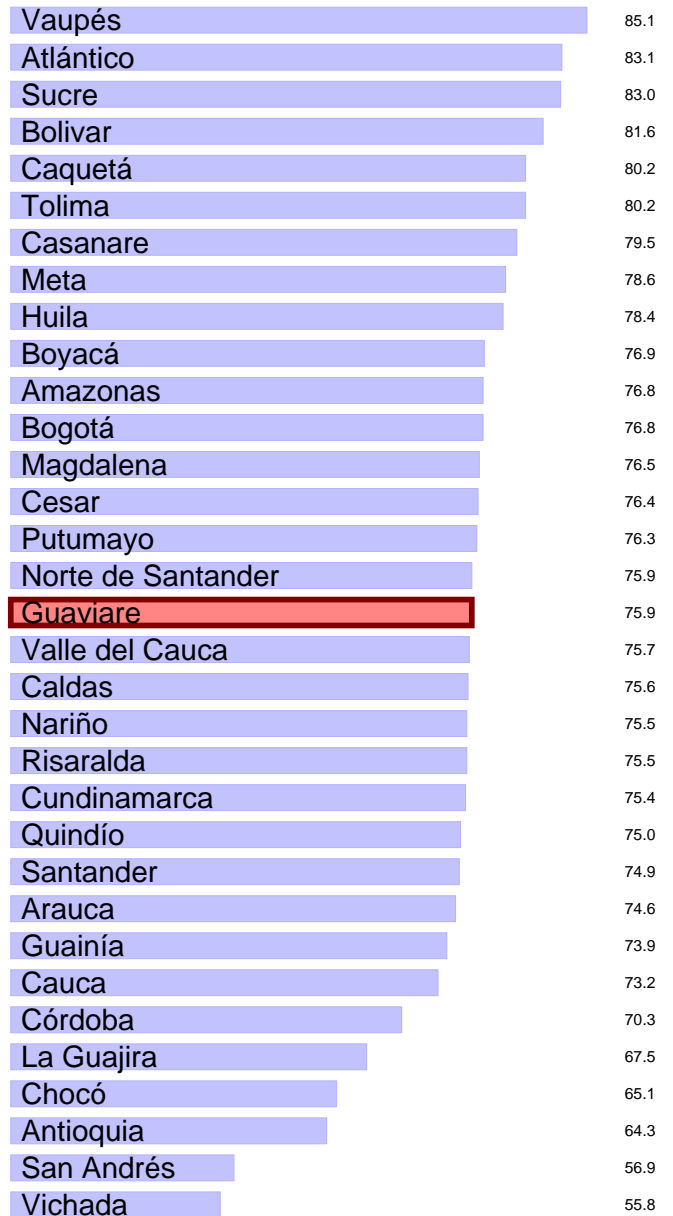 Vaupés 85.1
Atlántico 83.1
Sucre 83.0
Bolivar 81.6
Caquetá 80.2
Tolima 80.2
Casanare 79.5
Meta 78.6
Huila 78.4
Boyacá 76.9
Amazonas 76.8
Bogotá 76.8
Magdalena 76.5
Cesar 76.4
Putumayo 76.3
Norte de Santander 75.9
Guaviare 75.9
Valle del Cauca 75.7
Caldas 75.6
Nariño 75.5
Risaralda 75.5
Cundinamarca 75.4
Quindío 75.0
Santander 74.9
Arauca 74.6
Guainía 73.9
Cauca 73.2
Córdoba 70.3
La Guajira 67.5
Chocó 65.1
Antioquia 64.3
San Andrés 56.9
Vichada 55.8